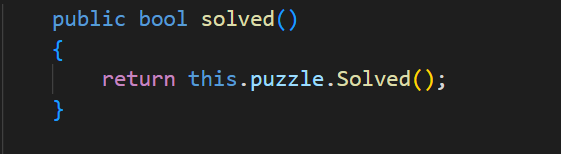 public bool solved()
{
    return this.puzzle.Solved();
}